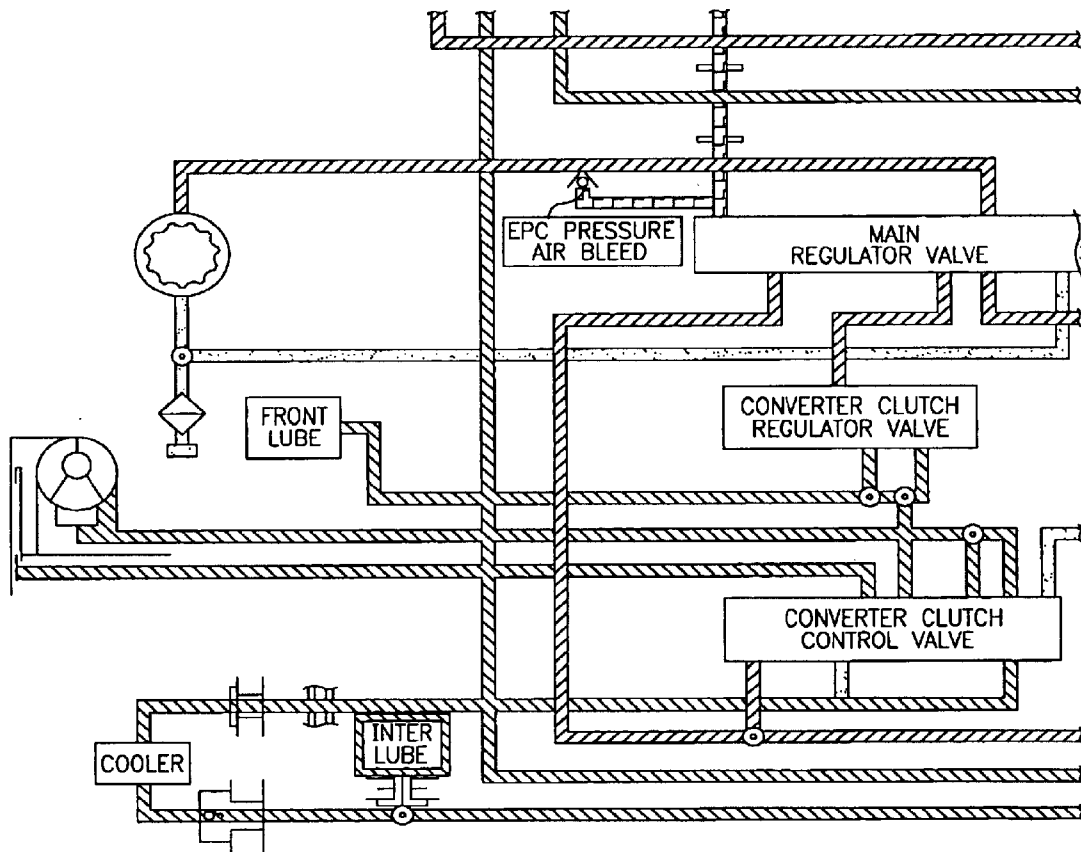 EPC PRESSURE
AIR BLEED
MAIN
REGULATOR VALVE
FRONT
LUBE
CONVERTER CLUTCH
REGULATOR VALVE
CONVERTER CLUTCH
CONTROL VALVE
INTER
LUBE
COOLER